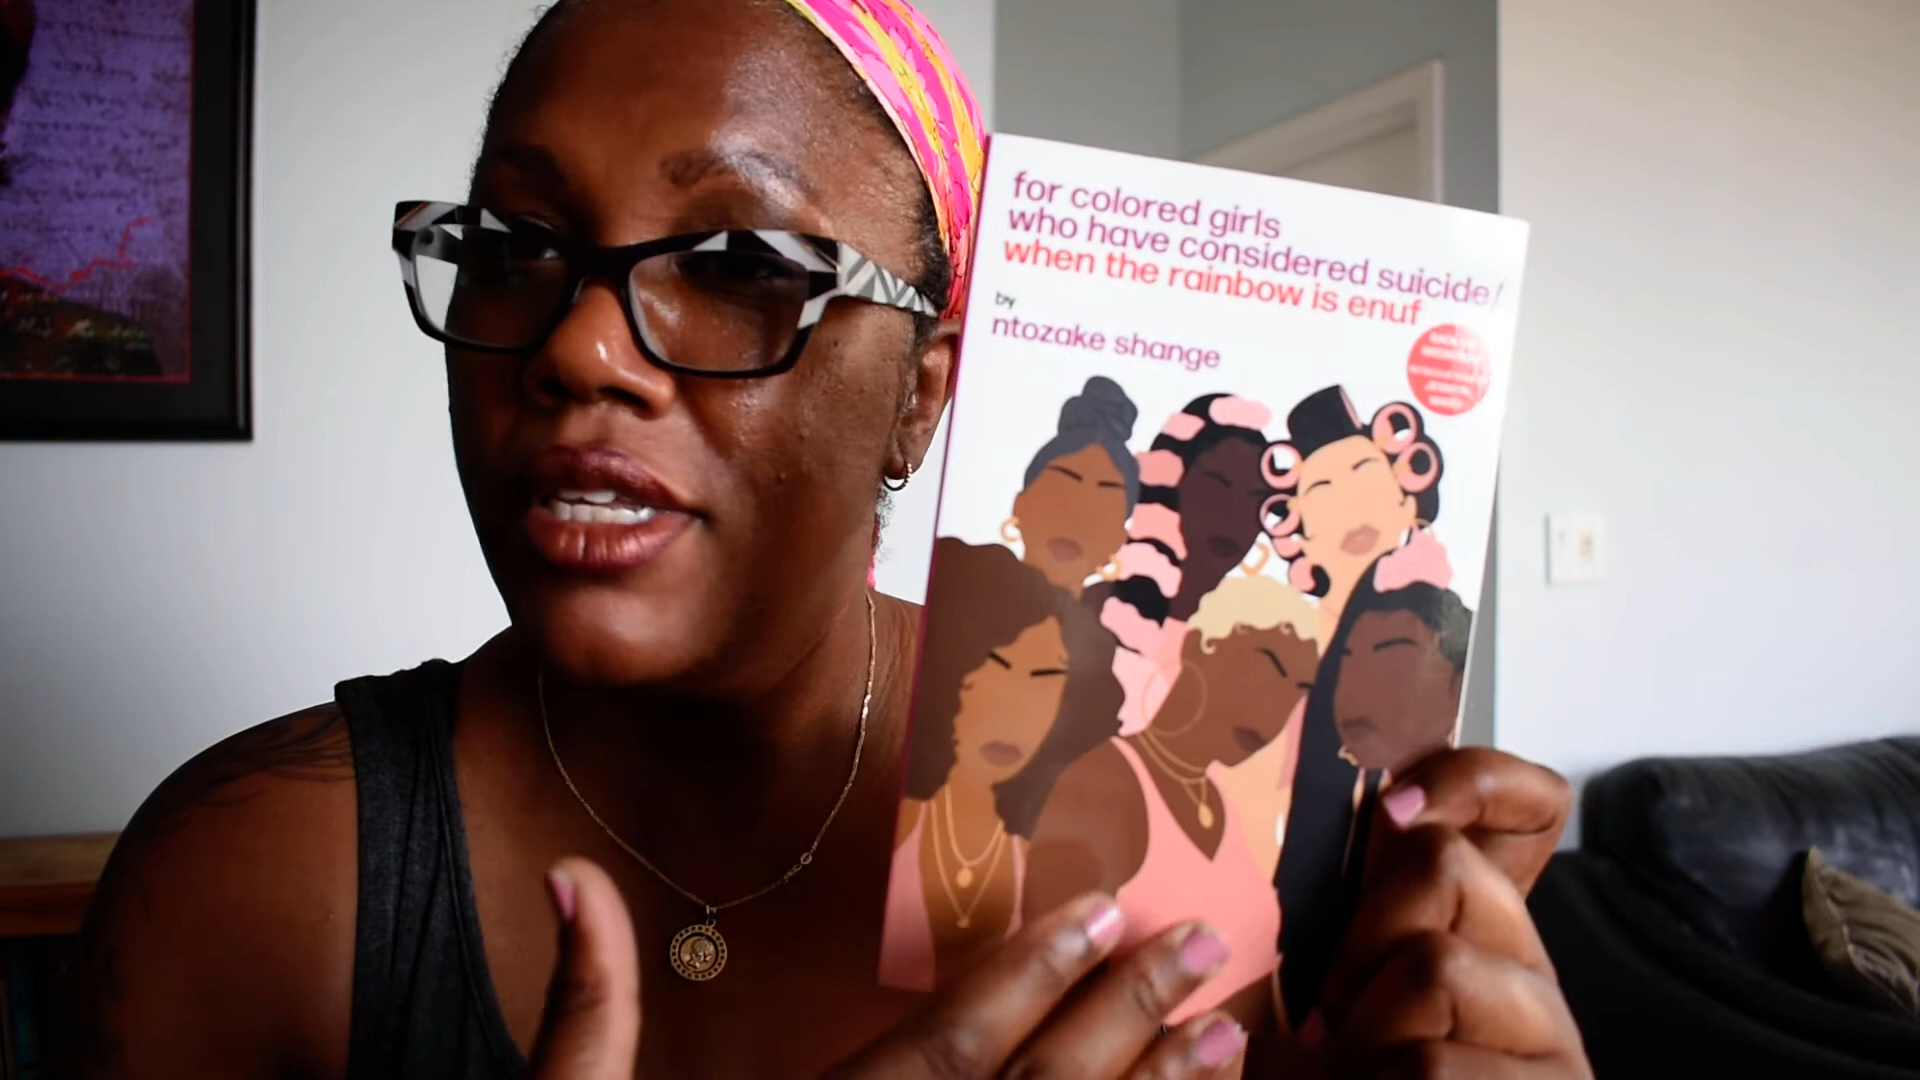 for colored girls
who have considered suicide/
when the rainbow is enuf
by
ntozake shange